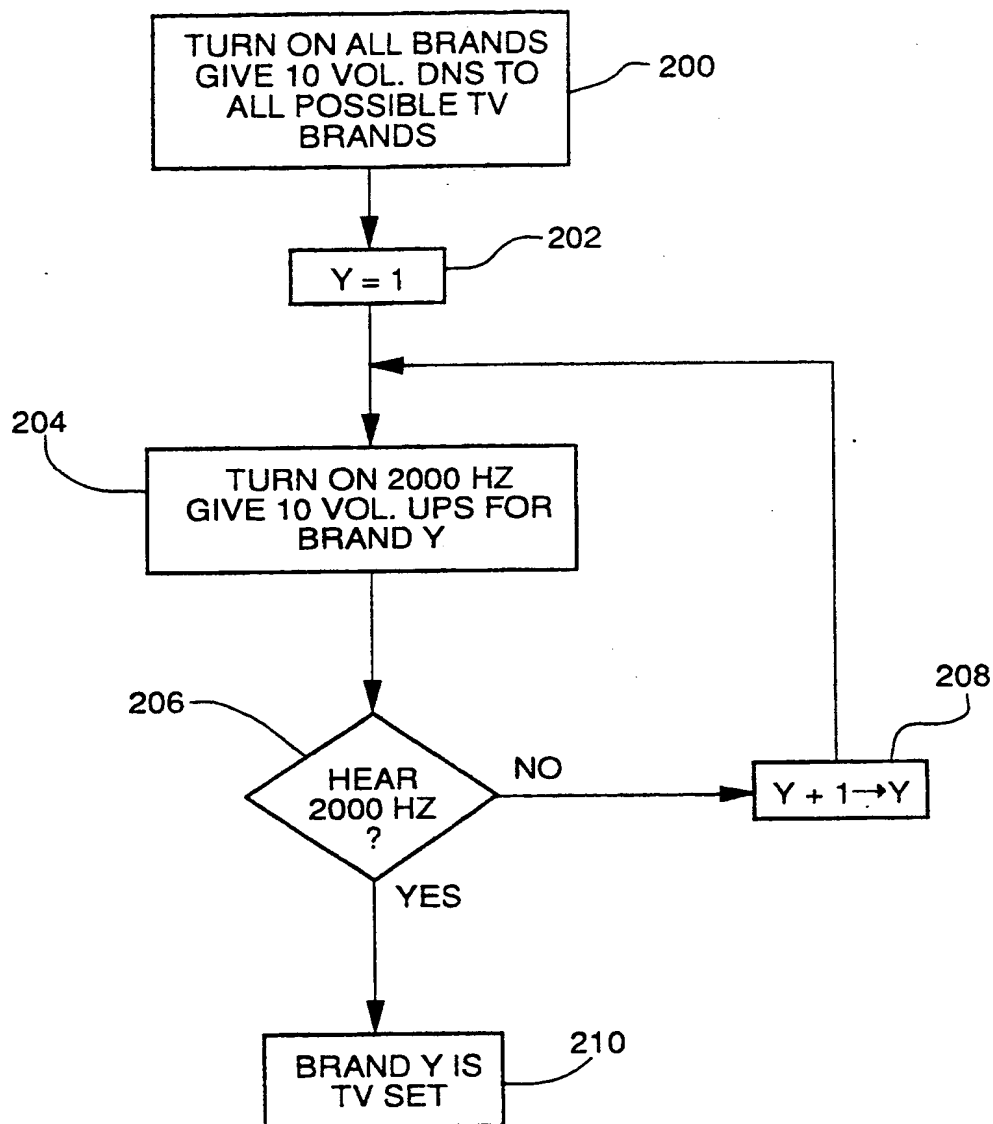 TURN ON ALL BRANDS
GIVE 10 VOL. DNS TO
ALL POSSIBLE TV
BRANDS
200
202
Y = 1
204
TURN ON 2000 HZ
GIVE 10 VOL. UPS FOR
BRAND Y
206
HEAR
2000 HZ
?
NO
208
Y + 1→Y
YES
210
BRAND Y IS
TV SET